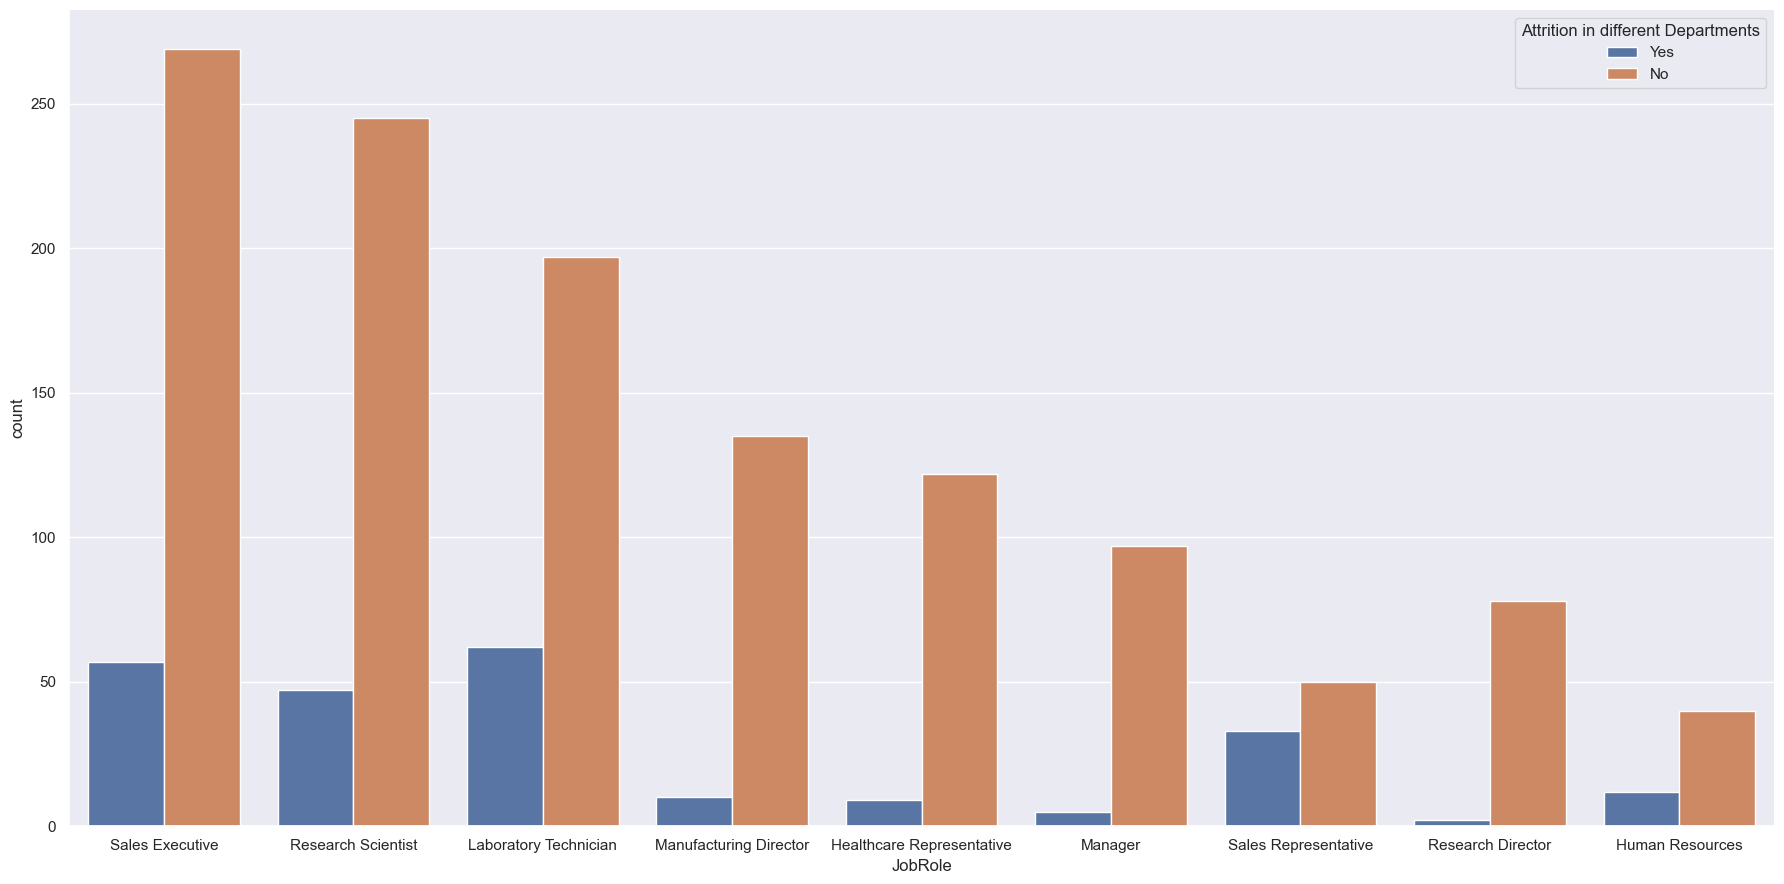 Attrition in different Departments
Yes
No
250
200
150
100
50
0
count
Sales Executive Research Scientist Laboratory Technician Manufacturing Director Healthcare Representative Manager Sales Representative Research Director Human Resources
JobRole